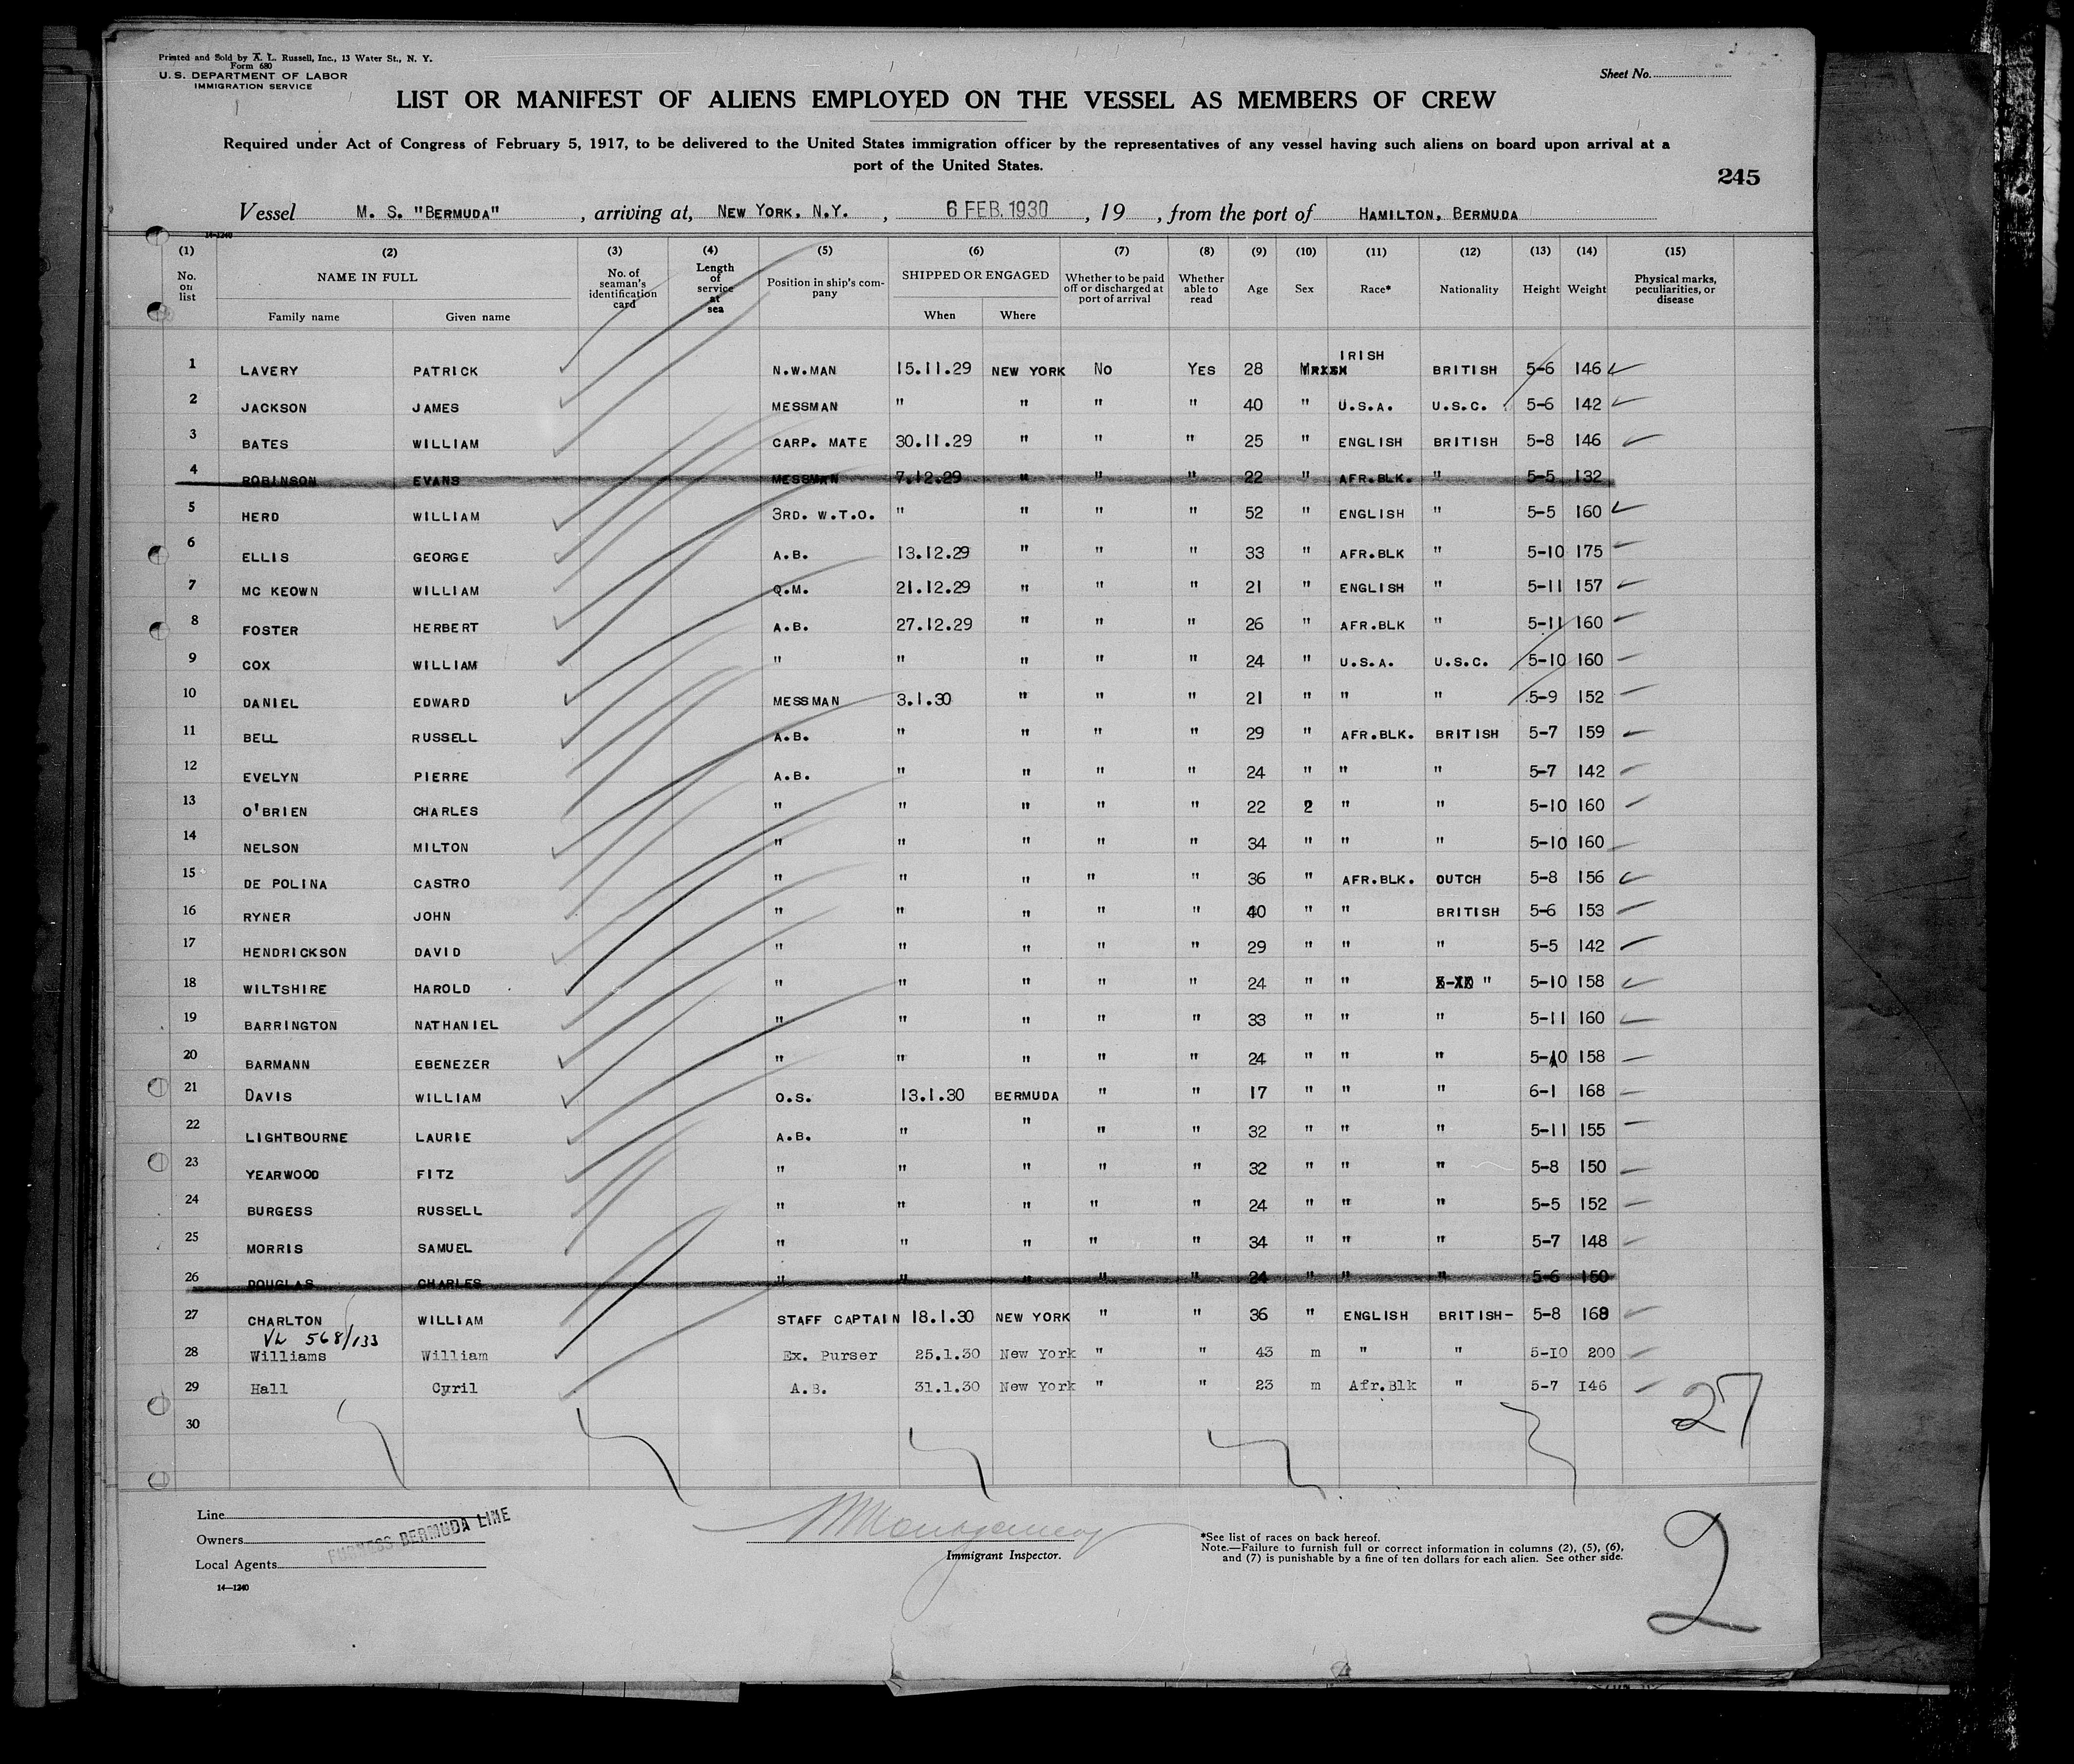 Printed and Sold by A. L. Russell, Inc., 13 Water St., N. Y.
Form 680
U. S. DEPARTMENT OF LABOR
IMMIGRATION SERVICE
Sheet No.
LIST OR MANIFEST OF ALIENS EMPLOYED ON THE VESSEL AS MEMBERS OF CREW
Required under Act of Congress of February 5, 1917, to be delivered to the United States immigration officer by the representatives of any vessel having such aliens on board upon arrival at a
port of the United States.
245
Vessel M. S. "BERMUDA", arriving at, NEW YORK, N.Y., 6 FEB. 1930, 19 , from the port of HAMILTON, BERMUDA
14-1240
(1) (2) (3) (4) (5) (6) (7) (8) (9) (10) (11) (12) (13) (14) (15)
No. on list NAME IN FULL Family name Given name No. of seaman's identification card Length of service at sea Position in ship's company SHIPPED OR ENGAGED When Where Whether to be paid off or discharged at port of arrival Whether able to read Age Sex Race* Nationality Height Weight Physical marks, peculiarities, or disease
1 LAVERY PATRICK N.W.MAN 15.11.29 NEW YORK NO YES 28 M IRISH BRITISH 5-6 146
2 JACKSON JAMES MESSMAN " " " " 40 " U.S.A. U.S.C. 5-6 142
3 BATES WILLIAM CARP. MATE 30.11.29 " " " 25 " ENGLISH BRITISH 5-8 146
4 ROBINSON EVANS MESSMAN 7.12.29 " " " 22 " AFR.BLK. " 5-5 132
5 HERD WILLIAM 3RD. W.T.O. " " " " 52 " ENGLISH " 5-5 160
6 ELLIS GEORGE A.B. 13.12.29 " " " 33 " AFR.BLK " 5-10 175
7 MC KEOWN WILLIAM Q.M. 21.12.29 " " " 21 " ENGLISH " 5-11 157
8 FOSTER HERBERT A.B. 27.12.29 " " " 26 " AFR.BLK " 5-11 160
9 COX WILLIAM " " " " " 24 " U.S.A. U.S.C. 5-10 160
10 DANIEL EDWARD MESSMAN 3.1.30 " " " 21 " " " 5-9 152
11 BELL RUSSELL A.B. " " " " 29 " AFR.BLK. BRITISH 5-7 159
12 EVELYN PIERRE A.B. " " " " 24 " " " 5-7 142
13 O'BRIEN CHARLES " " " " " 22 2 " " 5-10 160
14 NELSON MILTON " " " " " 34 " " " 5-10 160
15 DE POLINA CASTRO " " " " " 36 " AFR.BLK. OUTCH 5-8 156
16 RYNER JOHN " " " " " 40 " " BRITISH 5-6 153
17 HENDRICKSON DAVID " " " " " 29 " " " 5-5 142
18 WILTSHIRE HAROLD " " " " " 24 " " " 5-10 158
19 BARRINGTON NATHANIEL " " " " " 33 " " " 5-11 160
20 BARMANN EBENEZER " " " " " 24 " " " 5-10 158
21 DAVIS WILLIAM O.S. 13.1.30 BERMUDA " " 17 " " " 6-1 168
22 LIGHTBOURNE LAURIE A.B. " " " " 32 " " " 5-11 155
23 YEARWOOD FITZ " " " " " 32 " " " 5-8 150
24 BURGESS RUSSELL " " " " " 24 " " " 5-5 152
25 MORRIS SAMUEL " " " " " 34 " " " 5-7 148
26 DOUGLAS CHARLES " " " " " 24 " " " 5-6 150
27 CHARLTON WILLIAM STAFF CAPTAIN 18.1.30 NEW YORK " " 36 " ENGLISH BRITISH- 5-8 168
VL 568/133
28 Williams William Ex. Purser 25.1.30 New York " " 43 m " " 5-10 200
29 Hall Cyril A.B. 31.1.30 New York " " 23 m Afr.Blk " 5-7 146
27
30
Line
Owners
Local Agents
FURNESS BERMUDA LINE
14—1240
Montgomery
Immigrant Inspector.
*See list of races on back hereof.
Note.—Failure to furnish full or correct information in columns (2), (5), (6),
and (7) is punishable by a fine of ten dollars for each alien. See other side.
2